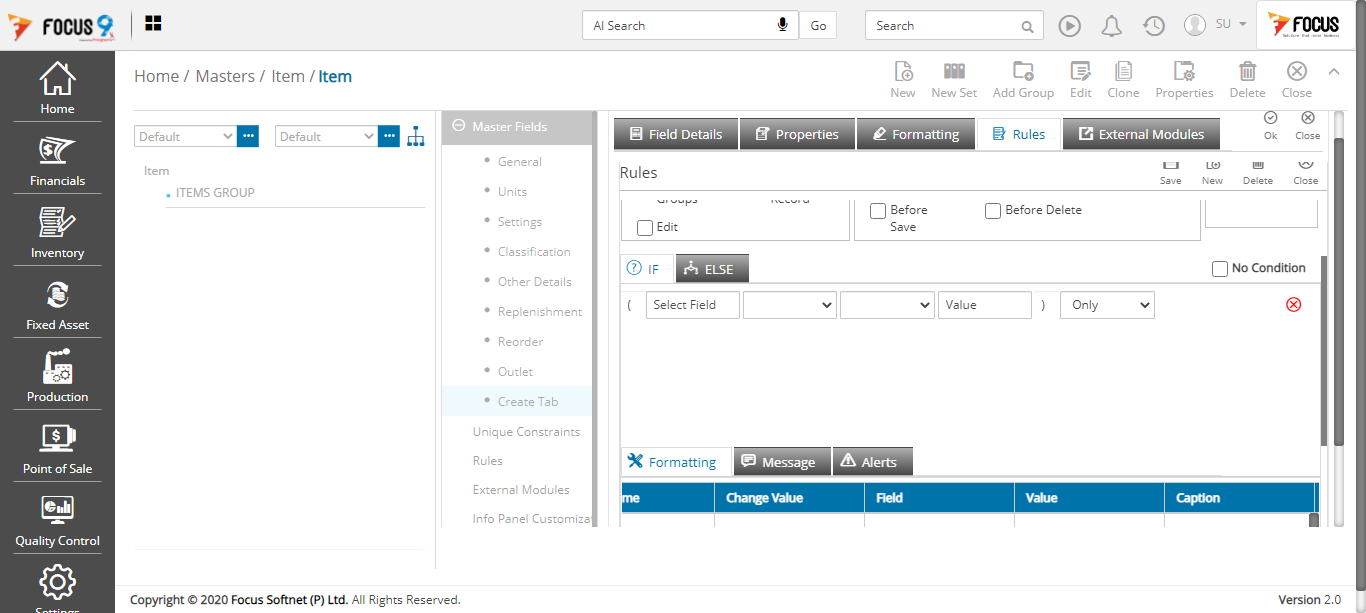 FOCUS 9
AI Search
Go
Search
SU
FOCUS
Home
Financials
Inventory
Fixed Asset
Production
Point of Sale
Quality Control
Settings
Home / Masters / Item / Item
New
New Set
Add Group
Edit
Clone
Properties
Delete
Close
Default
...
Default
...
Item
ITEMS GROUP
Master Fields
General
Units
Settings
Classification
Other Details
Replenishment
Reorder
Outlet
Create Tab
Unique Constraints
Rules
External Modules
Info Panel Customiza
Field Details
Properties
Formatting
Rules
External Modules
Ok
Close
Rules
Save
New
Delete
Close
Groups
Record
Edit
Before Save
Before Delete
IF
ELSE
No Condition
(
Select Field
Value
)
Only
Formatting
Message
Alerts
me
Change Value
Field
Value
Caption
Copyright © 2020 Focus Softnet (P) Ltd. All Rights Reserved.
Version 2.0